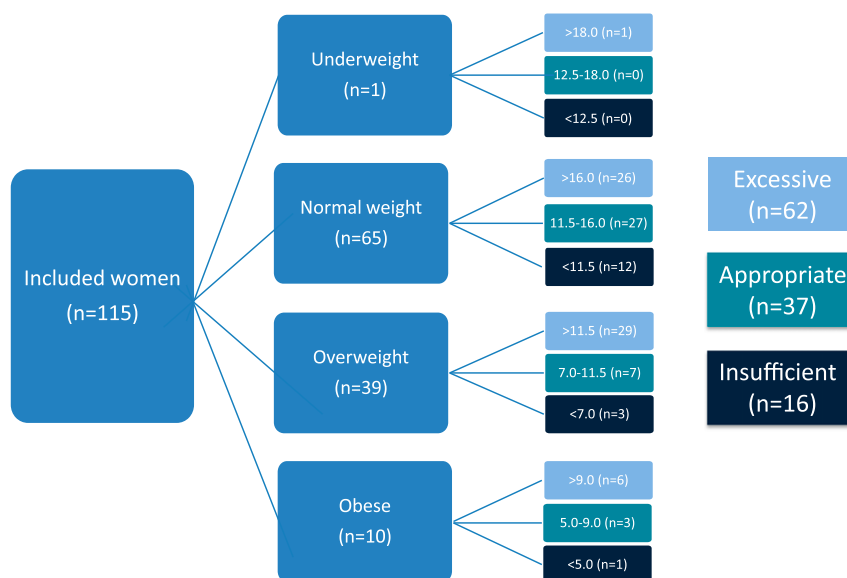 Included women
(n=115)
Underweight
(n=1)
>18.0 (n=1)
12.5-18.0 (n=0)
<12.5 (n=0)
Normal weight
(n=65)
>16.0 (n=26)
11.5-16.0 (n=27)
<11.5 (n=12)
Overweight
(n=39)
>11.5 (n=29)
7.0-11.5 (n=7)
<7.0 (n=3)
Obese
(n=10)
>9.0 (n=6)
5.0-9.0 (n=3)
<5.0 (n=1)
Excessive
(n=62)
Appropriate
(n=37)
Insufficient
(n=16)